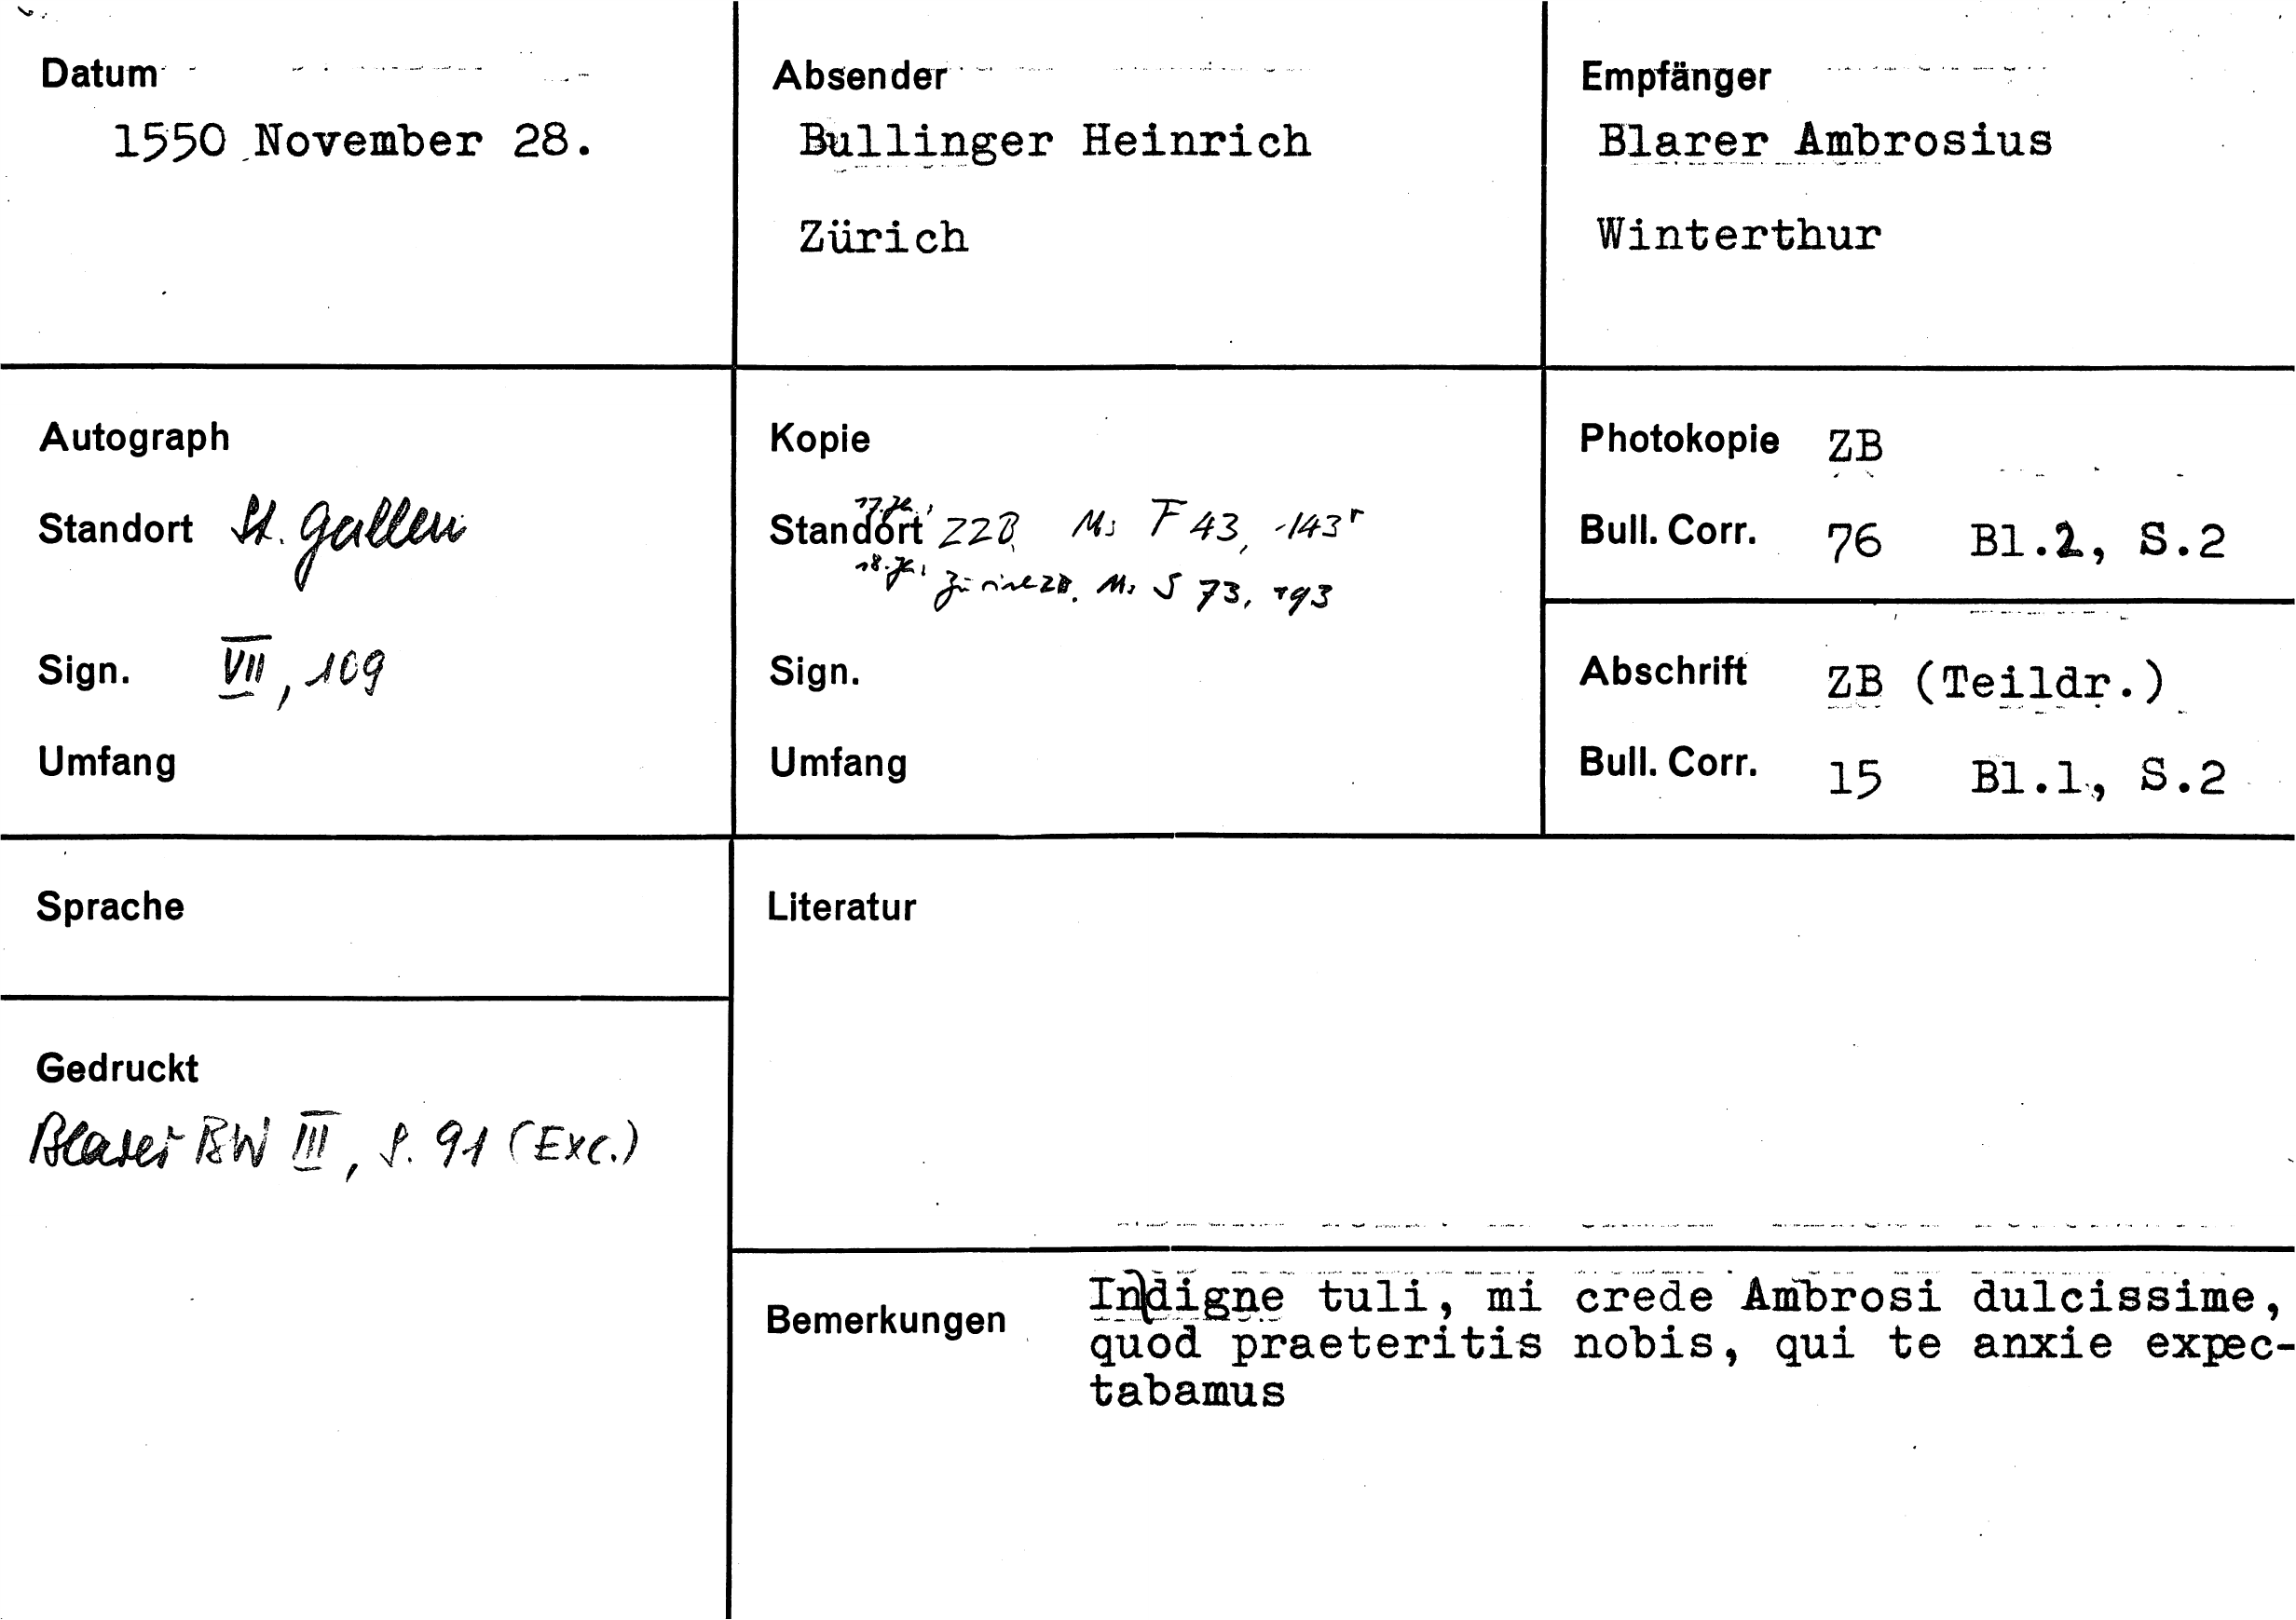 Datum
1550 November 28.
Absender
Bullinger Heinrich
Zürich
Empfänger
Blarer Ambrosius
Winterthur
Autograph
Standort St. Gallen
Sign. VII, 109
Umfang
Kopie
17. Jh.:
Standort ZZB Ms F 43, 143r
18. Jh.: Zürich ZB. Ms S 73, 193
Sign.
Umfang
Photokopie ZB
Bull. Corr. 76 Bl.2, S.2
Abschrift ZB (Teildr.)
Bull. Corr. 15 Bl.1, S.2
Sprache
Literatur
Gedruckt
Blarer BW III, S. 91 (Exc.)
Bemerkungen
Indigne tuli, mi crede Ambrosi dulcissime,
quod praeteritis nobis, qui te anxie expec-
tabamus